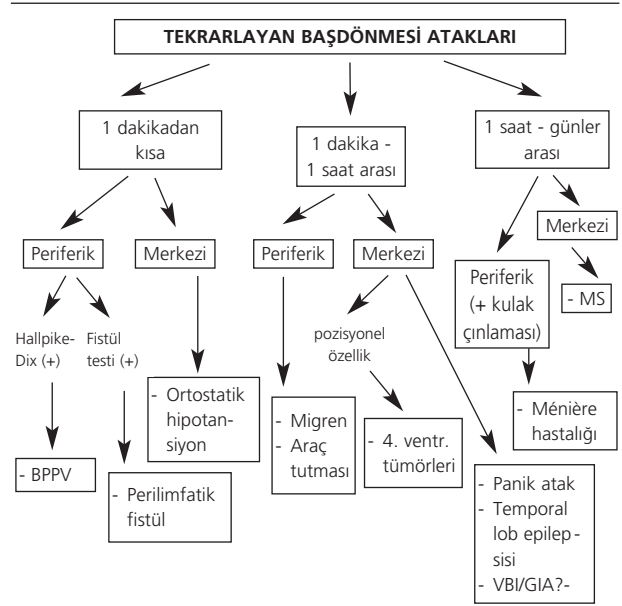 TEKRARLAYAN BAŞDÖNMESİ ATAKLARI
1 dakikadan
kısa
1 dakika -
1 saat arası
1 saat - günler
arası
Periferik
Merkezi
Periferik
Merkezi
Periferik
(+ kulak
çınlaması)
Merkezi
- MS
Hallpike-
Dix (+)
Fistül
testi (+)
pozisyonel
özellik
- BPPV
- Perilimfatik
fistül
- Ortostatik
hipotan-
siyon
- Migren
- Araç
tutması
- 4. ventr.
tümörleri
- Ménière
hastalığı
- Panik atak
- Temporal
lob epilep-
sisi
- VBI/GIA?-